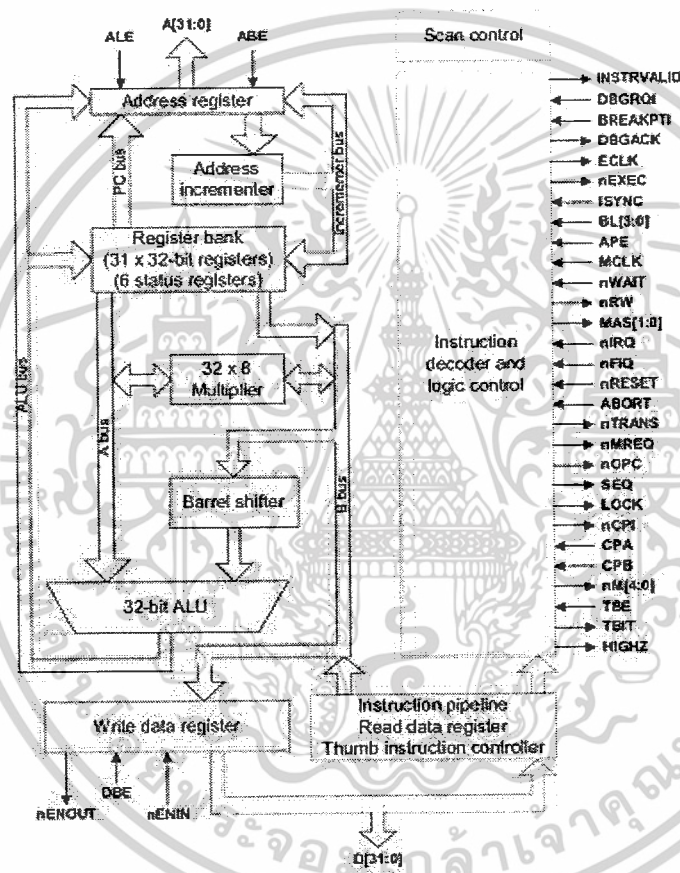 A[31:0]
ALE
ABE
Scan control
Address register
PC bus
Incrementer bus
Address
incrementer
Register bank
(31 x 32-bit registers)
(6 status registers)
ALU bus
A bus
32 x 8
Multiplier
B bus
Barrel shifter
32-bit ALU
Write data register
Instruction pipeline
Read data register
Thumb instruction controller
nENOUT
DBE
nENIN
D[31:0]
Instruction
decoder and
logic control
INSTRVALID
DBGRQI
BREAKPTI
DBGACK
ECLK
nEXEC
ISYNC
BL[3:0]
APE
MCLK
nWAIT
nRW
MAS[1:0]
nIRQ
nFIQ
nRESET
ABORT
nTRANS
nMREQ
nOPC
SEQ
LOCK
nCPI
CPA
CPB
nM[4:0]
TBE
TBIT
HIGHZ